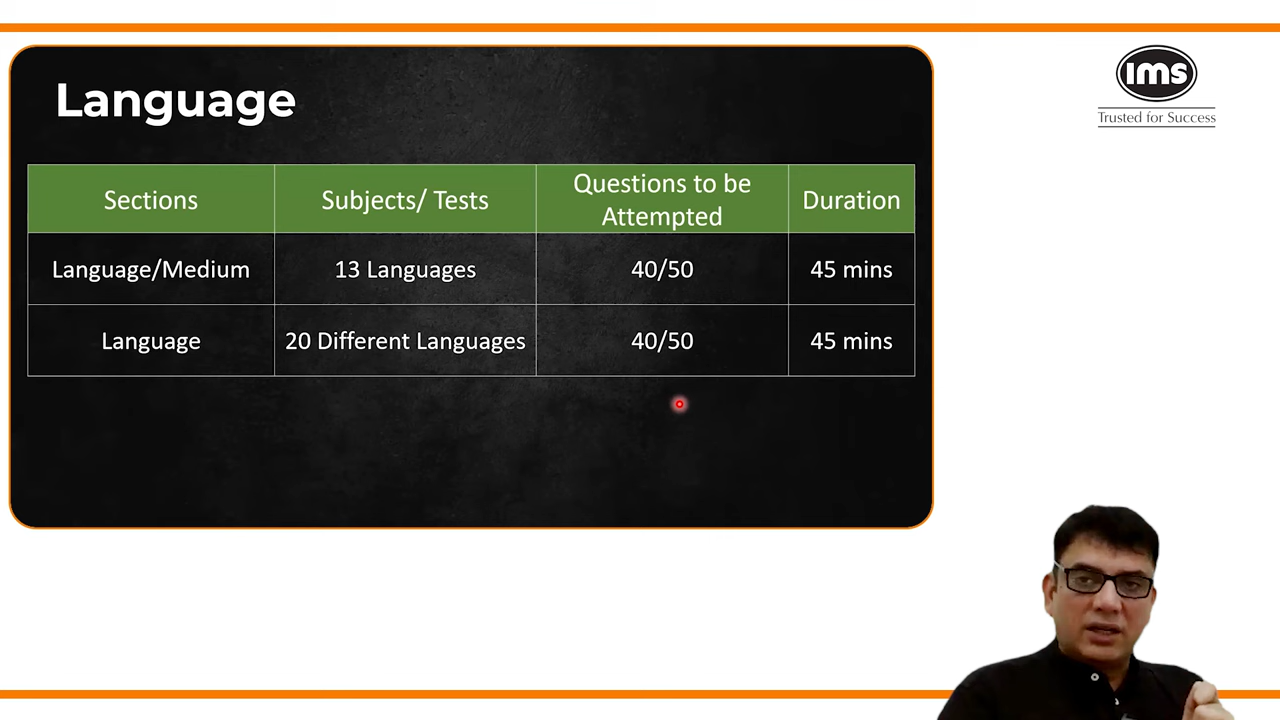 Language
ims
Trusted for Success
Sections
Subjects/ Tests
Questions to be
Attempted
Duration
Language/Medium
13 Languages
40/50
45 mins
Language
20 Different Languages
40/50
45 mins